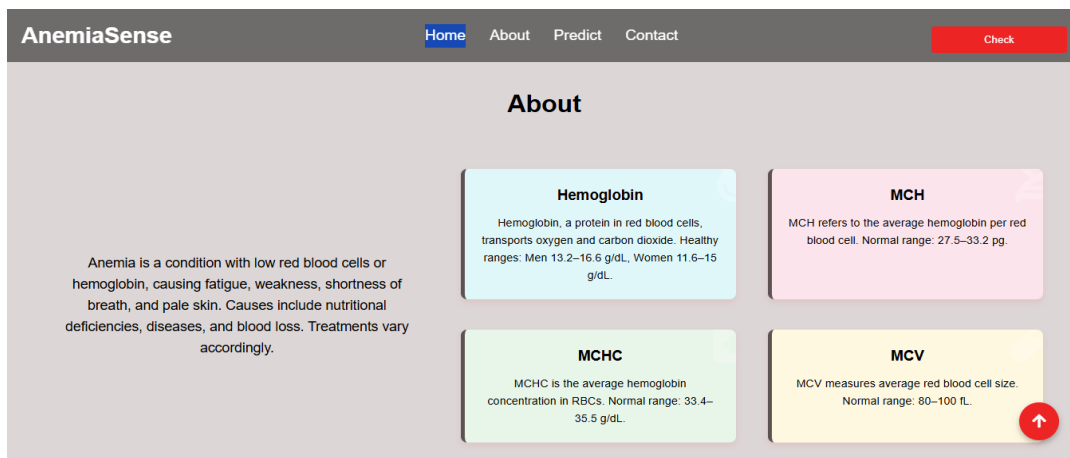 AnemiaSense
Home
About
Predict
Contact
Check
About
Anemia is a condition with low red blood cells or
hemoglobin, causing fatigue, weakness, shortness of
breath, and pale skin. Causes include nutritional
deficiencies, diseases, and blood loss. Treatments vary
accordingly.
Hemoglobin
Hemoglobin, a protein in red blood cells,
transports oxygen and carbon dioxide. Healthy
ranges: Men 13.2–16.6 g/dL, Women 11.6–15
g/dL.
MCH
MCH refers to the average hemoglobin per red
blood cell. Normal range: 27.5–33.2 pg.
MCHC
MCHC is the average hemoglobin
concentration in RBCs. Normal range: 33.4–
35.5 g/dL.
MCV
MCV measures average red blood cell size.
Normal range: 80–100 fL.